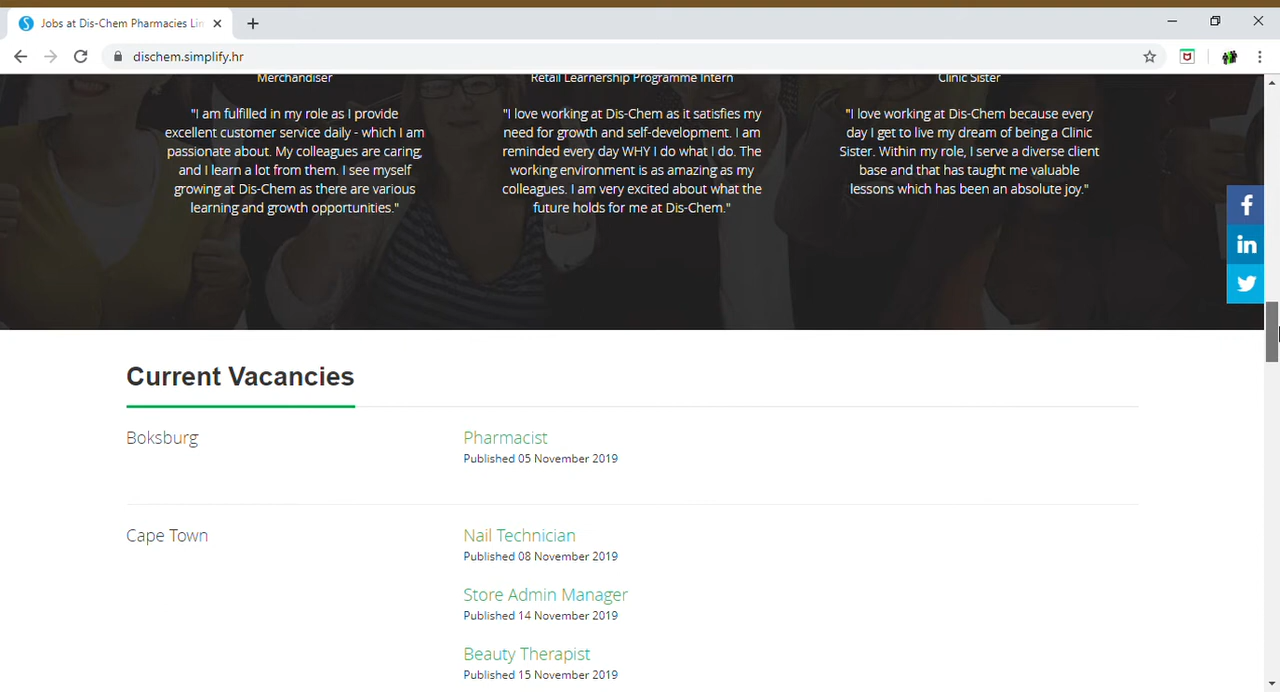 Jobs at Dis-Chem Pharmacies Lin
dischem.simplify.hr
Merchandiser
"I am fulfilled in my role as I provide
excellent customer service daily - which I am
passionate about. My colleagues are caring,
and I learn a lot from them. I see myself
growing at Dis-Chem as there are various
learning and growth opportunities."
Retail Learnership Programme Intern
"I love working at Dis-Chem as it satisfies my
need for growth and self-development. I am
reminded every day WHY I do what I do. The
working environment is as amazing as my
colleagues. I am very excited about what the
future holds for me at Dis-Chem."
Clinic Sister
"I love working at Dis-Chem because every
day I get to live my dream of being a Clinic
Sister. Within my role, I serve a diverse client
base and that has taught me valuable
lessons which has been an absolute joy."
Current Vacancies
Boksburg
Pharmacist
Published 05 November 2019
Cape Town
Nail Technician
Published 08 November 2019
Store Admin Manager
Published 14 November 2019
Beauty Therapist
Published 15 November 2019